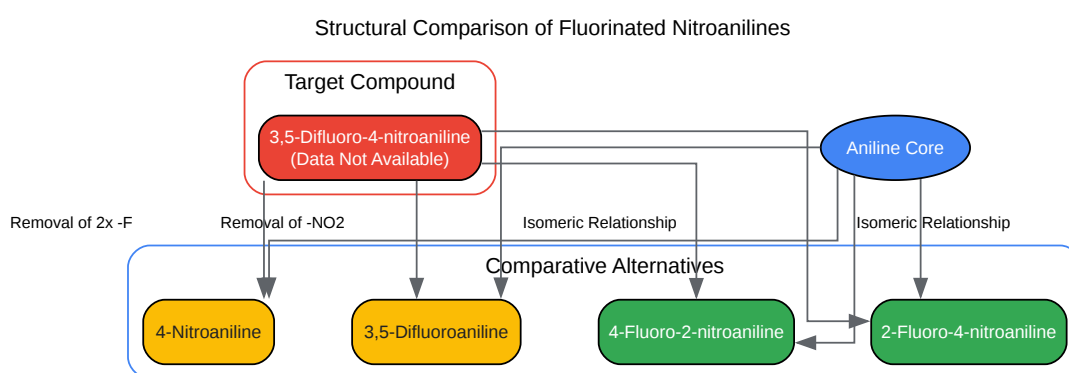 Structural Comparison of Fluorinated Nitroanilines
Target Compound
3,5-Difluoro-4-nitroaniline
(Data Not Available)
Aniline Core
Removal of 2x -F
Removal of -NO2
Isomeric Relationship
Isomeric Relationship
Comparative Alternatives
4-Nitroaniline
3,5-Difluoroaniline
4-Fluoro-2-nitroaniline
2-Fluoro-4-nitroaniline